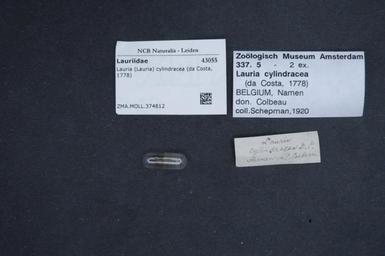 NCB Naturalis - Leiden
Lauriidae 43055
Lauria (Lauria) cylindracea (da Costa,
1778)
ZMA.MOLL.374812
Zoölogisch Museum Amsterdam
337. 5 - 2 ex.
Lauria cylindracea
(da Costa, 1778)
BELGIUM, Namen
don. Colbeau
coll.Schepman,1920
Lauria